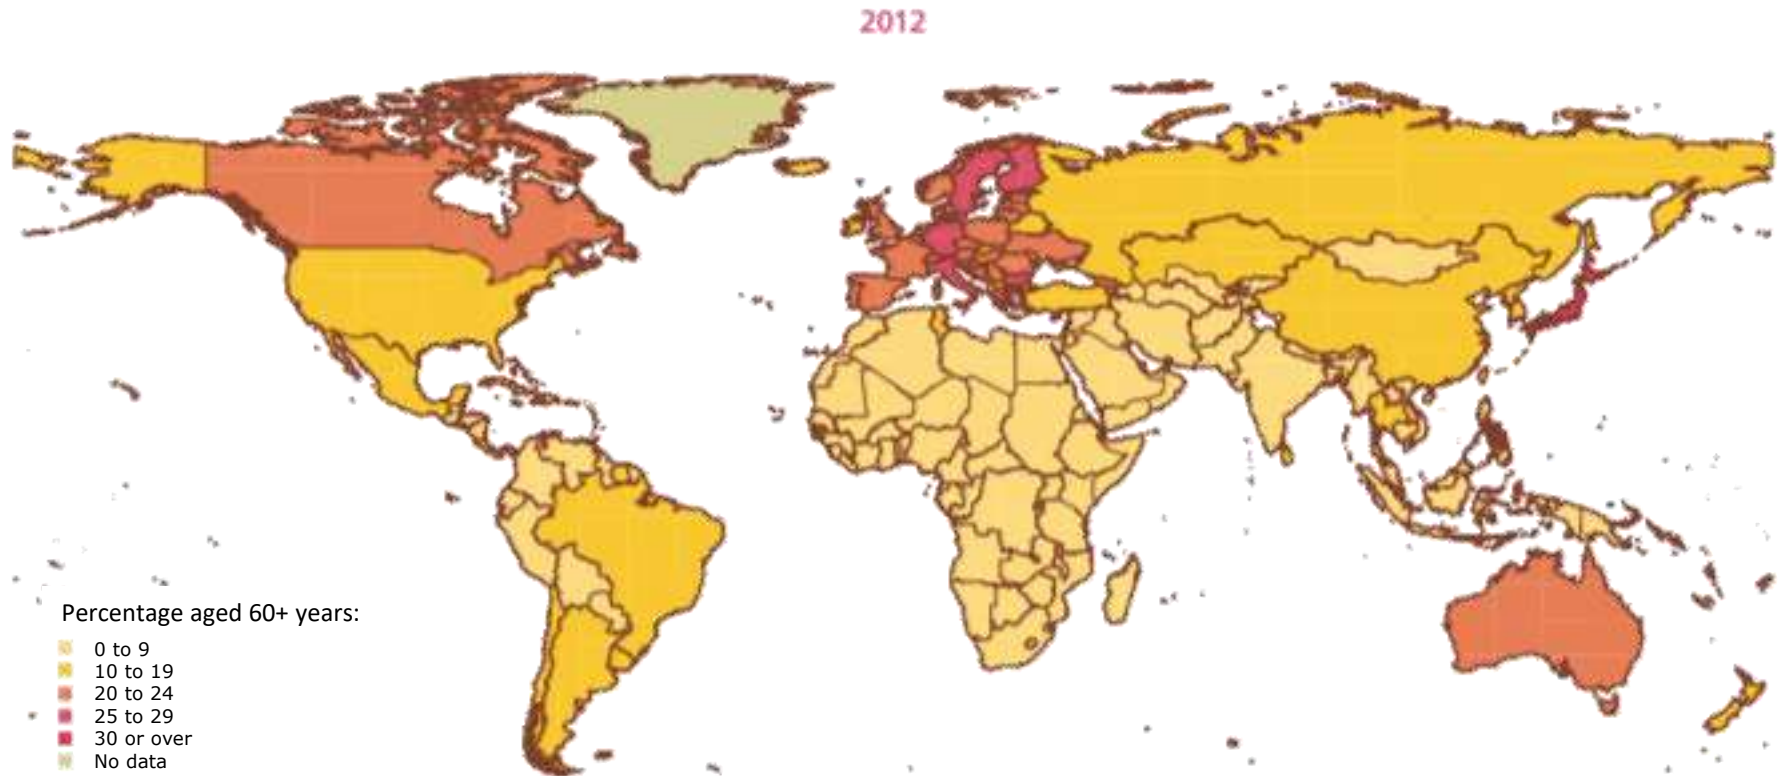 2012
Percentage aged 60+ years:
0 to 9
10 to 19
20 to 24
25 to 29
30 or over
No data